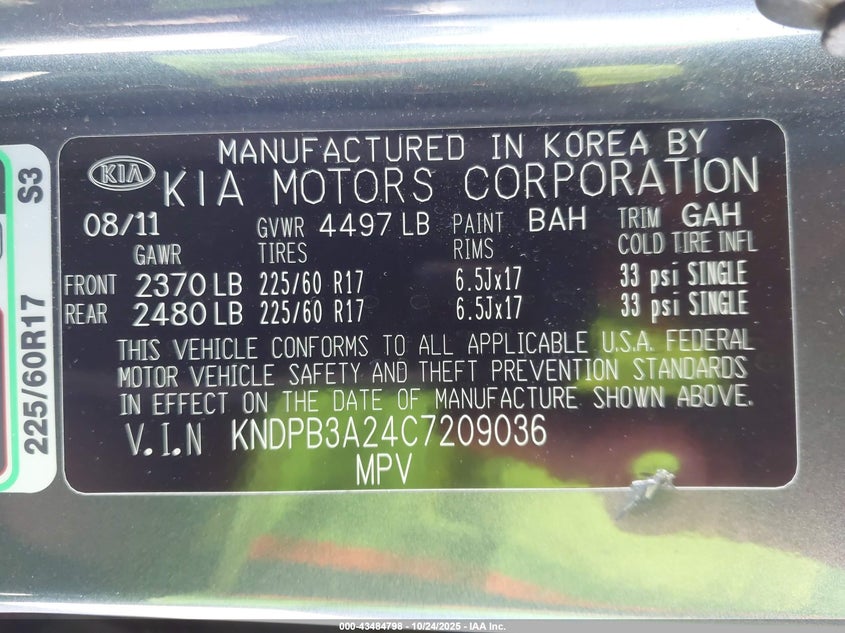 MANUFACTURED IN KOREA BY
KIA KIA MOTORS CORPORATION
08/11 GVWR 4497 LB PAINT BAH TRIM GAH
GAWR TIRES RIMS COLD TIRE INFL
FRONT 2370 LB 225/60 R17 6.5Jx17 33 psi SINGLE
REAR 2480 LB 225/60 R17 6.5Jx17 33 psi SINGLE
THIS VEHICLE CONFORMS TO ALL APPLICABLE U.S.A. FEDERAL
MOTOR VEHICLE SAFETY AND THEFT PREVENTION STANDARDS
IN EFFECT ON THE DATE OF MANUFACTURE SHOWN ABOVE.
V.I.N KNDPB3A24C7209036
MPV
225/60R17 S3
000-43484798 - 10/24/2025 - IAA Inc.